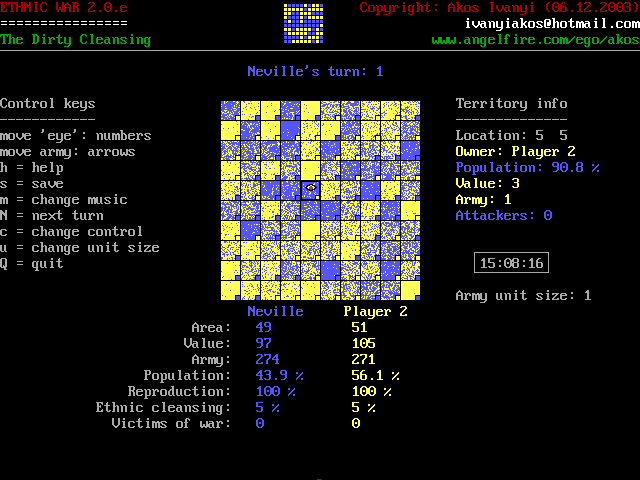 ETHNIC WAR 2.0.e
Copyright: Akos Ivanyi (06.12.2003)
================
ivanyiakos@hotmail.com
The Dirty Cleansing
www.angelfire.com/ego/akos
Neville's turn: 1
Control keys
------------
move 'eye': numbers
move army: arrows
h = help
s = save
m = change music
N = next turn
c = change control
u = change unit size
Q = quit
Territory info
--------------
Location: 5 5
Owner: Player 2
Population: 90.8 %
Value: 3
Army: 1
Attackers: 0
15:08:16
Army unit size: 1
Neville Player 2
Area: 49 51
Value: 97 105
Army: 274 271
Population: 43.9 % 56.1 %
Reproduction: 100 % 100 %
Ethnic cleansing: 5 % 5 %
Victims of war: 0 0